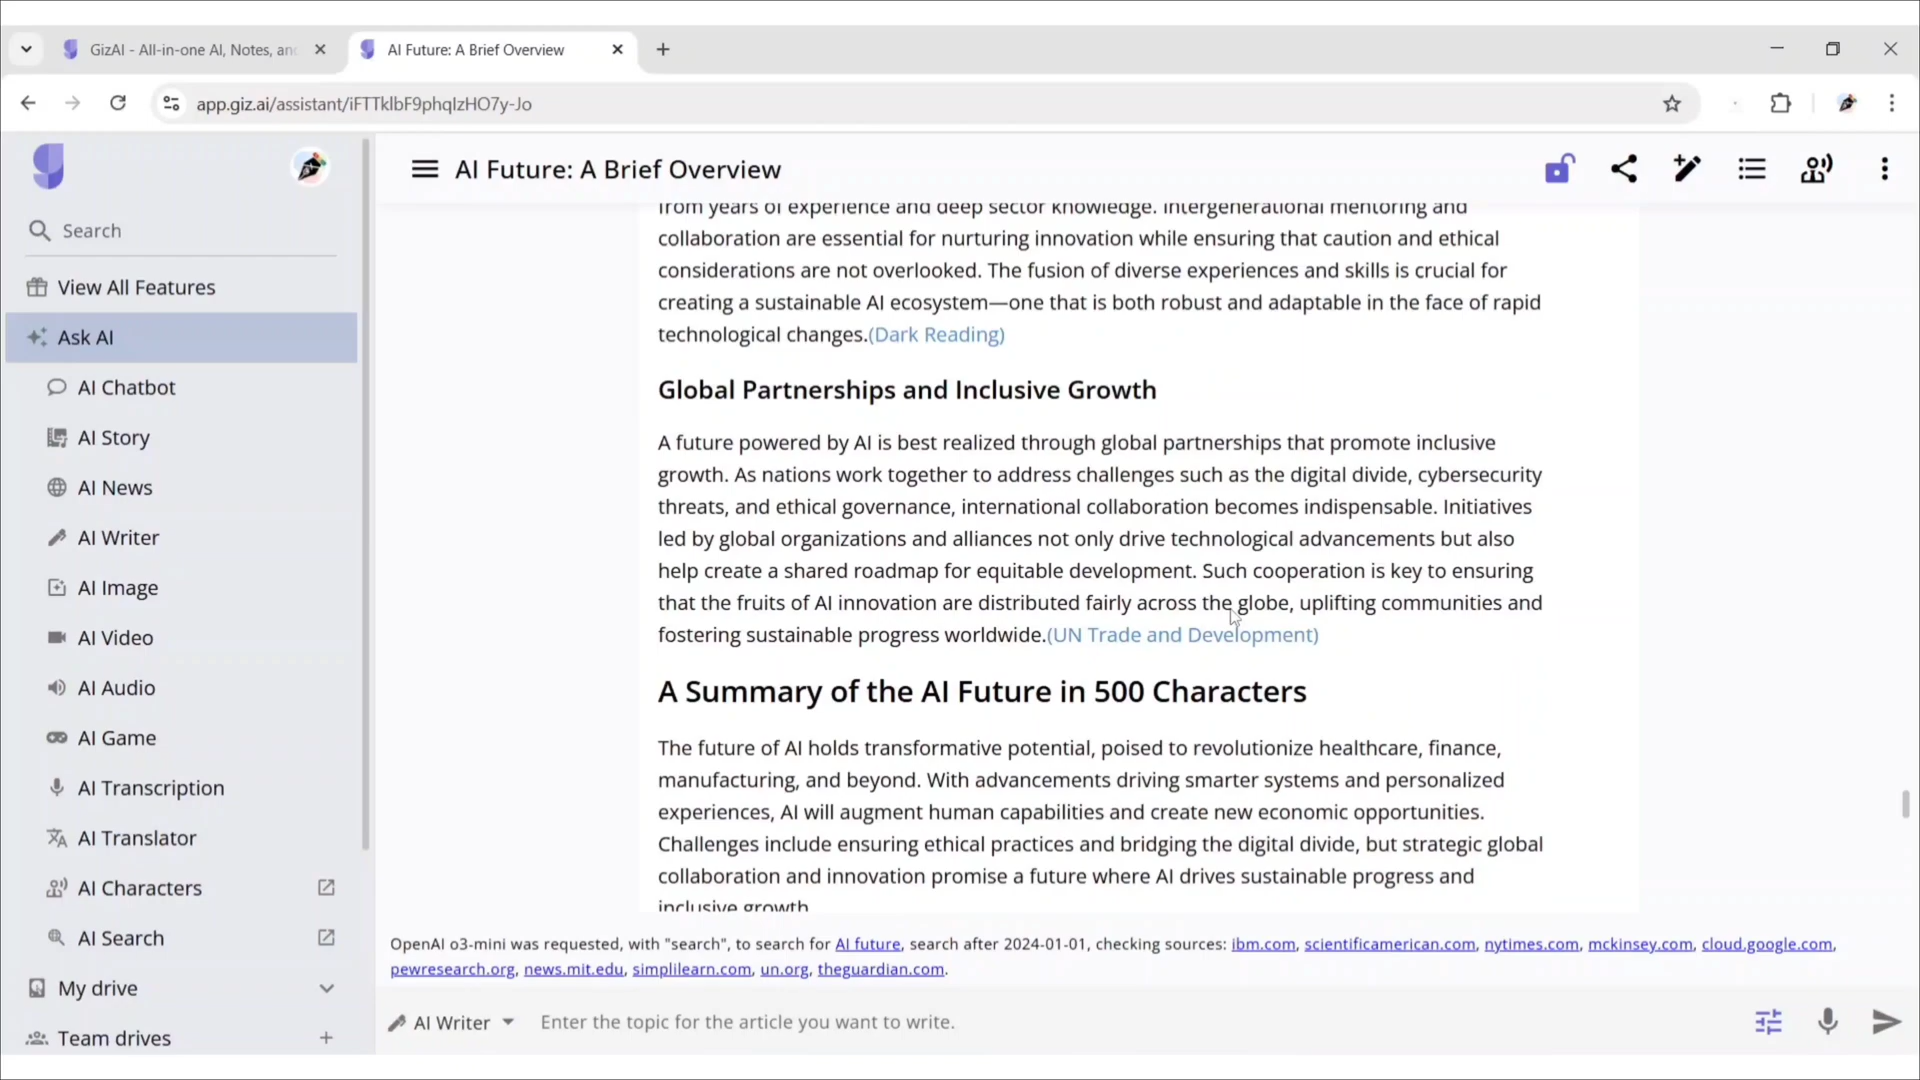 GizAI - All-in-one AI, Notes, and
AI Future: A Brief Overview
app.giz.ai/assistant/iFTTklbF9phqIzHO7y-Jo
Search
View All Features
Ask AI
AI Chatbot
AI Story
AI News
AI Writer
AI Image
AI Video
AI Audio
AI Game
AI Transcription
AI Translator
AI Characters
AI Search
My drive
Team drives
AI Future: A Brief Overview
from years of experience and deep sector knowledge. Intergenerational mentoring and
collaboration are essential for nurturing innovation while ensuring that caution and ethical
considerations are not overlooked. The fusion of diverse experiences and skills is crucial for
creating a sustainable AI ecosystem—one that is both robust and adaptable in the face of rapid
technological changes.(Dark Reading)
Global Partnerships and Inclusive Growth
A future powered by AI is best realized through global partnerships that promote inclusive
growth. As nations work together to address challenges such as the digital divide, cybersecurity
threats, and ethical governance, international collaboration becomes indispensable. Initiatives
led by global organizations and alliances not only drive technological advancements but also
help create a shared roadmap for equitable development. Such cooperation is key to ensuring
that the fruits of AI innovation are distributed fairly across the globe, uplifting communities and
fostering sustainable progress worldwide.(UN Trade and Development)
A Summary of the AI Future in 500 Characters
The future of AI holds transformative potential, poised to revolutionize healthcare, finance,
manufacturing, and beyond. With advancements driving smarter systems and personalized
experiences, AI will augment human capabilities and create new economic opportunities.
Challenges include ensuring ethical practices and bridging the digital divide, but strategic global
collaboration and innovation promise a future where AI drives sustainable progress and
inclusive growth
OpenAI o3-mini was requested, with "search", to search for AI future, search after 2024-01-01, checking sources: ibm.com, scientificamerican.com, nytimes.com, mckinsey.com, cloud.google.com,
pewresearch.org, news.mit.edu, simplilearn.com, un.org, theguardian.com.
AI Writer
Enter the topic for the article you want to write.